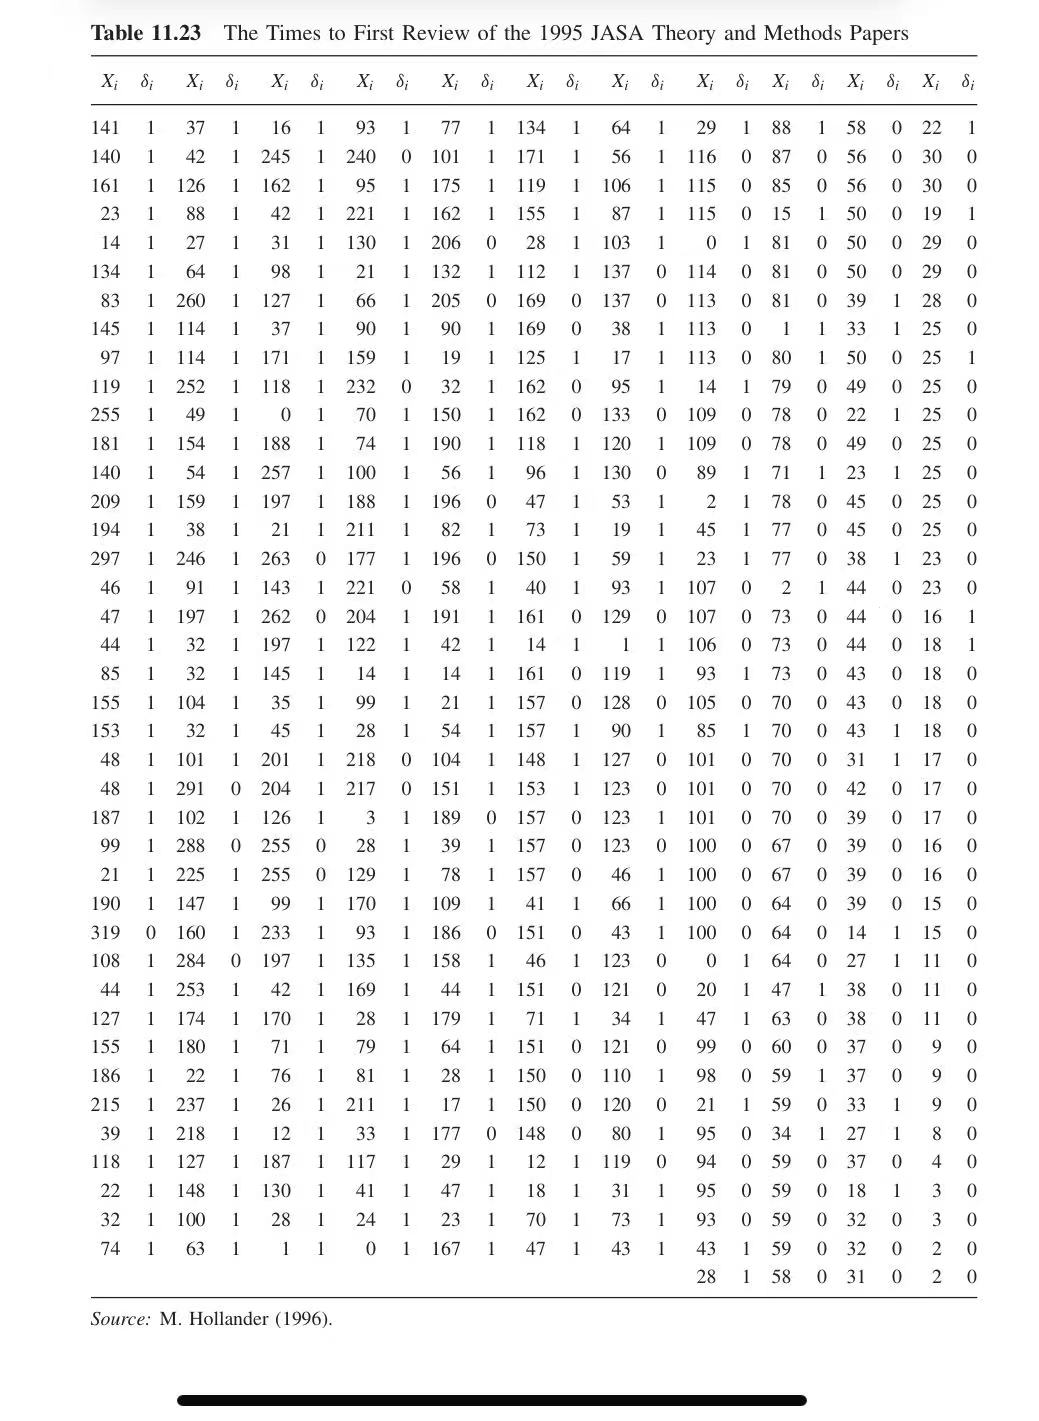 Table 11.23 The Times to First Review of the 1995 JASA Theory and Methods Papers
Xi δi Xi δi Xi δi Xi δi Xi δi Xi δi Xi δi Xi δi Xi δi Xi δi Xi δi
141 1 37 1 16 1 93 1 77 1 134 1 64 1 29 1 88 1 58 0 22 1
140 1 42 1 245 1 240 0 101 1 171 1 56 1 116 0 87 0 56 0 30 0
161 1 126 1 162 1 95 1 175 1 119 1 106 1 115 0 85 0 56 0 30 0
23 1 88 1 42 1 221 1 162 1 155 1 87 1 115 0 15 1 50 0 19 1
14 1 27 1 31 1 130 1 206 0 28 1 103 1 0 1 81 0 50 0 29 0
134 1 64 1 98 1 21 1 132 1 112 1 137 0 114 0 81 0 50 0 29 0
83 1 260 1 127 1 66 1 205 0 169 0 137 0 113 0 81 0 39 1 28 0
145 1 114 1 37 1 90 1 90 1 169 0 38 1 113 0 1 1 33 1 25 0
97 1 114 1 171 1 159 1 19 1 125 1 17 1 113 0 80 1 50 0 25 1
119 1 252 1 118 1 232 0 32 1 162 0 95 1 14 1 79 0 49 0 25 0
255 1 49 1 0 1 70 1 150 1 162 0 133 0 109 0 78 0 22 1 25 0
181 1 154 1 188 1 74 1 190 1 118 1 120 1 109 0 78 0 49 0 25 0
140 1 54 1 257 1 100 1 56 1 96 1 130 0 89 1 71 1 23 1 25 0
209 1 159 1 197 1 188 1 196 0 47 1 53 1 2 1 78 0 45 0 25 0
194 1 38 1 21 1 211 1 82 1 73 1 19 1 45 1 77 0 45 0 25 0
297 1 246 1 263 0 177 1 196 0 150 1 59 1 23 1 77 0 38 1 23 0
46 1 91 1 143 1 221 0 58 1 40 1 93 1 107 0 2 1 44 0 23 0
47 1 197 1 262 0 204 1 191 1 161 0 129 0 107 0 73 0 44 0 16 1
44 1 32 1 197 1 122 1 42 1 14 1 1 1 106 0 73 0 44 0 18 1
85 1 32 1 145 1 14 1 14 1 161 0 119 1 93 1 73 0 43 0 18 0
155 1 104 1 35 1 99 1 21 1 157 0 128 0 105 0 70 0 43 0 18 0
153 1 32 1 45 1 28 1 54 1 157 1 90 1 85 1 70 0 43 1 18 0
48 1 101 1 201 1 218 0 104 1 148 1 127 0 101 0 70 0 31 1 17 0
48 1 291 0 204 1 217 0 151 1 153 1 123 0 101 0 70 0 42 0 17 0
187 1 102 1 126 1 3 1 189 0 157 0 123 1 101 0 70 0 39 0 17 0
99 1 288 0 255 0 28 1 39 1 157 0 123 0 100 0 67 0 39 0 16 0
21 1 225 1 255 0 129 1 78 1 157 0 46 1 100 0 67 0 39 0 16 0
190 1 147 1 99 1 170 1 109 1 41 1 66 1 100 0 64 0 39 0 15 0
319 0 160 1 233 1 93 1 186 0 151 0 43 1 100 0 64 0 14 1 15 0
108 1 284 0 197 1 135 1 158 1 46 1 123 0 0 1 64 0 27 1 11 0
44 1 253 1 42 1 169 1 44 1 151 0 121 0 20 1 47 1 38 0 11 0
127 1 174 1 170 1 28 1 179 1 71 1 34 1 47 1 63 0 38 0 11 0
155 1 180 1 71 1 79 1 64 1 151 0 121 0 99 0 60 0 37 0 9 0
186 1 22 1 76 1 81 1 28 1 150 0 110 1 98 0 59 1 37 0 9 0
215 1 237 1 26 1 211 1 17 1 150 0 120 0 21 1 59 0 33 1 9 0
39 1 218 1 12 1 33 1 177 0 148 0 80 1 95 0 34 1 27 1 8 0
118 1 127 1 187 1 117 1 29 1 12 1 119 0 94 0 59 0 37 0 4 0
22 1 148 1 130 1 41 1 47 1 18 1 31 1 95 0 59 0 18 1 3 0
32 1 100 1 28 1 24 1 23 1 70 1 73 1 93 0 59 0 32 0 3 0
74 1 63 1 1 1 0 1 167 1 47 1 43 1 43 1 59 0 32 0 2 0
28 1 58 0 31 0 2 0
Source: M. Hollander (1996).